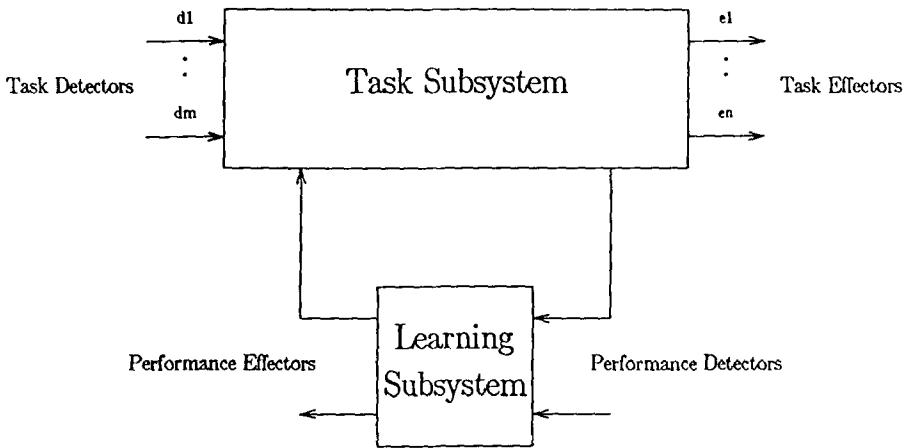 d1
e1
Task Detectors
Task Subsystem
Task Effectors
dm
en
Performance Effectors
Learning
Subsystem
Performance Detectors